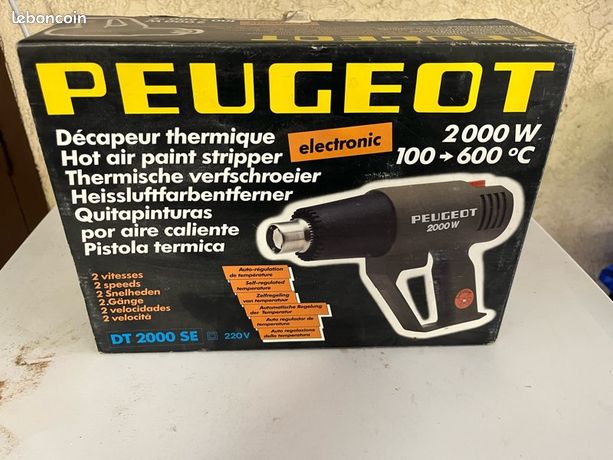 leboncoin
PEUGEOT
Décapeur thermique
Hot air paint stripper
Thermische verfschroeier
Heissluftfarbentferner
Quitapinturas
por aire caliente
Pistola termica
electronic
2 000 W
100 → 600 °C
PEUGEOT
2000 W
2 vitesses
2 speeds
2 Snelheden
2.Gänge
2 velocidades
2 velocità
Auto-régulation
de température
Self-regulated
temperature
Zelfregeling
van temperatuur
Automatische Regelung
der Temperatur
Auto regulador de
temperatura
Auto regolazione
della temperatura
DT 2000 SE
220 V